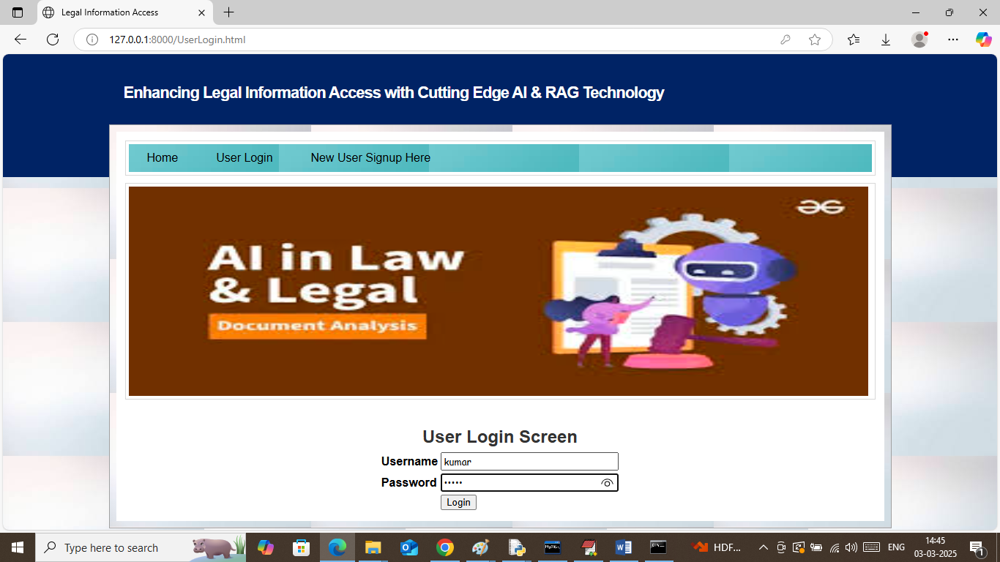 Legal Information Access
127.0.0.1:8000/UserLogin.html
Enhancing Legal Information Access with Cutting Edge AI & RAG Technology
Home User Login New User Signup Here
AI in Law
& Legal
Document Analysis
User Login Screen
Username kumar
Password •••••
Login
Type here to search
HDF...
ENG
14:45
03-03-2025
1